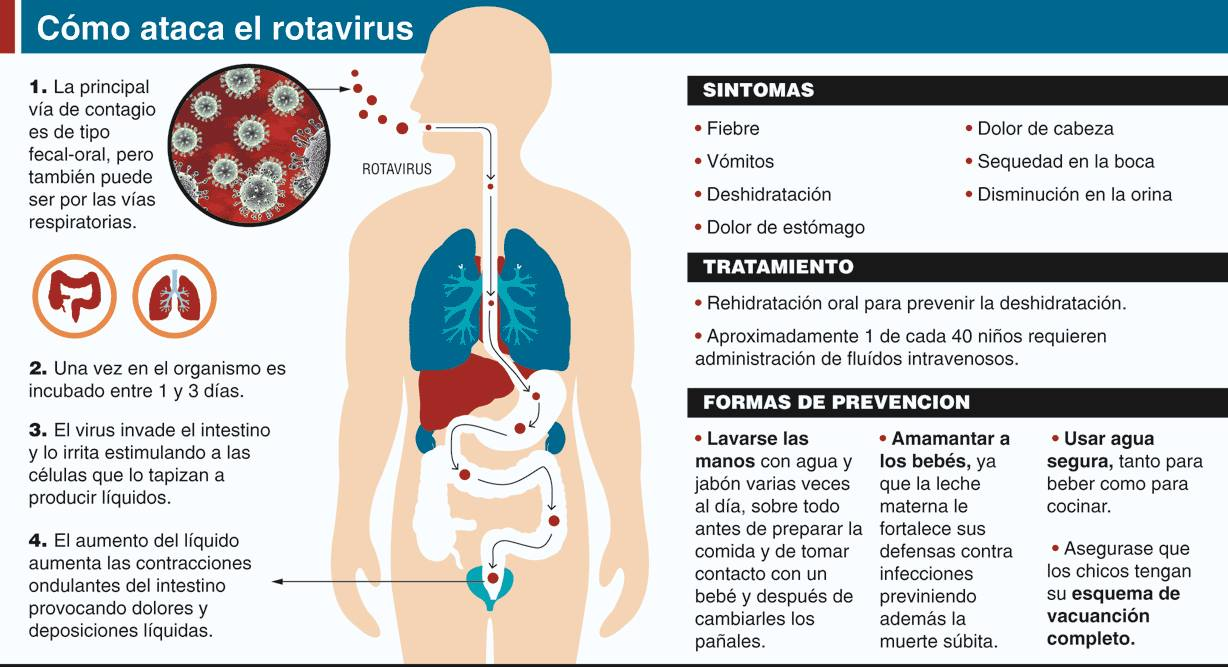 Cómo ataca el rotavirus
1. La principal
vía de contagio
es de tipo
fecal-oral, pero
también puede
ser por las vías
respiratorias.
ROTAVIRUS
2. Una vez en el organismo es
incubado entre 1 y 3 días.
3. El virus invade el intestino
y lo irrita estimulando a las
células que lo tapizan a
producir líquidos.
4. El aumento del líquido
aumenta las contracciones
ondulantes del intestino
provocando dolores y
deposiciones líquidas.
SINTOMAS
• Fiebre
• Vómitos
• Deshidratación
• Dolor de estómago
• Dolor de cabeza
• Sequedad en la boca
• Disminución en la orina
TRATAMIENTO
• Rehidratación oral para prevenir la deshidratación.
• Aproximadamente 1 de cada 40 niños requieren
administración de fluídos intravenosos.
FORMAS DE PREVENCION
• Lavarse las
manos con agua y
jabón varias veces
al día, sobre todo
antes de preparar la
comida y de tomar
contacto con un
bebé y después de
cambiarles los
pañales.
• Amamantar a
los bebés, ya
que la leche
materna le
fortalece sus
defensas contra
infecciones
previniendo
además la
muerte súbita.
• Usar agua
segura, tanto para
beber como para
cocinar.
• Asegurase que
los chicos tengan
su esquema de
vacuanción
completo.